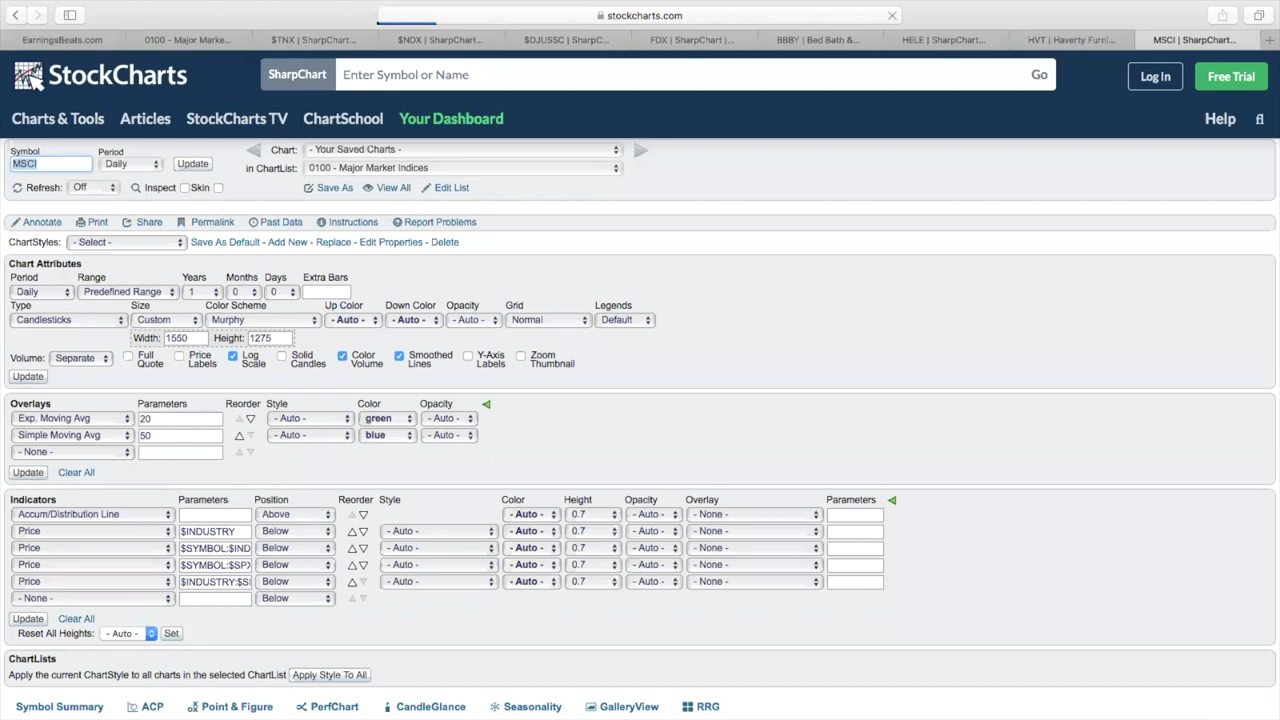 stockcharts.com
EarningsBeats.com 0100 - Major Marke... $TNX | SharpChart... $NDX | SharpChart... $DJUSSC | SharpC... FDX | SharpChart |... BBBY | Bed Bath &... HELE | SharpChart... HVT | Haverty Furni... MSCI | SharpChart...
StockCharts SharpChart Enter Symbol or Name Go Log In Free Trial
Charts & Tools Articles StockCharts TV ChartSchool Your Dashboard Help
Symbol Period Chart: - Your Saved Charts -
MSCI Daily Update in ChartList: 0100 - Major Market Indices
Refresh: Off Inspect Skin Save As View All Edit List
Annotate Print Share Permalink Past Data Instructions Report Problems
ChartStyles: - Select - Save As Default - Add New - Replace - Edit Properties - Delete
Chart Attributes
Period Range Years Months Days Extra Bars
Daily Predefined Range 1 0 0
Type Size Color Scheme Up Color Down Color Opacity Grid Legends
Candlesticks Custom Murphy - Auto - - Auto - - Auto - Normal Default
Width: 1550 Height: 1275
Volume: Separate Full Quote Price Labels Log Scale Solid Candles Color Volume Smoothed Lines Y-Axis Labels Zoom Thumbnail
Update
Overlays Parameters Reorder Style Color Opacity
Exp. Moving Avg 20 - Auto - green - Auto -
Simple Moving Avg 50 - Auto - blue - Auto -
- None -
Update Clear All
Indicators Parameters Position Reorder Style Color Height Opacity Overlay Parameters
Accum/Distribution Line Above - Auto - 0.7 - Auto - - None -
Price $INDUSTRY Below - Auto - - Auto - 0.7 - Auto - - None -
Price $SYMBOL:$IND Below - Auto - - Auto - 0.7 - Auto - - None -
Price $SYMBOL:$SP Below - Auto - - Auto - 0.7 - Auto - - None -
Price $INDUSTRY:$S Below - Auto - - Auto - 0.7 - Auto - - None -
- None - Below
Update Clear All
Reset All Heights: - Auto - Set
ChartLists
Apply the current ChartStyle to all charts in the selected ChartList Apply Style To All
Symbol Summary ACP Point & Figure PerfChart CandleGlance Seasonality GalleryView RRG